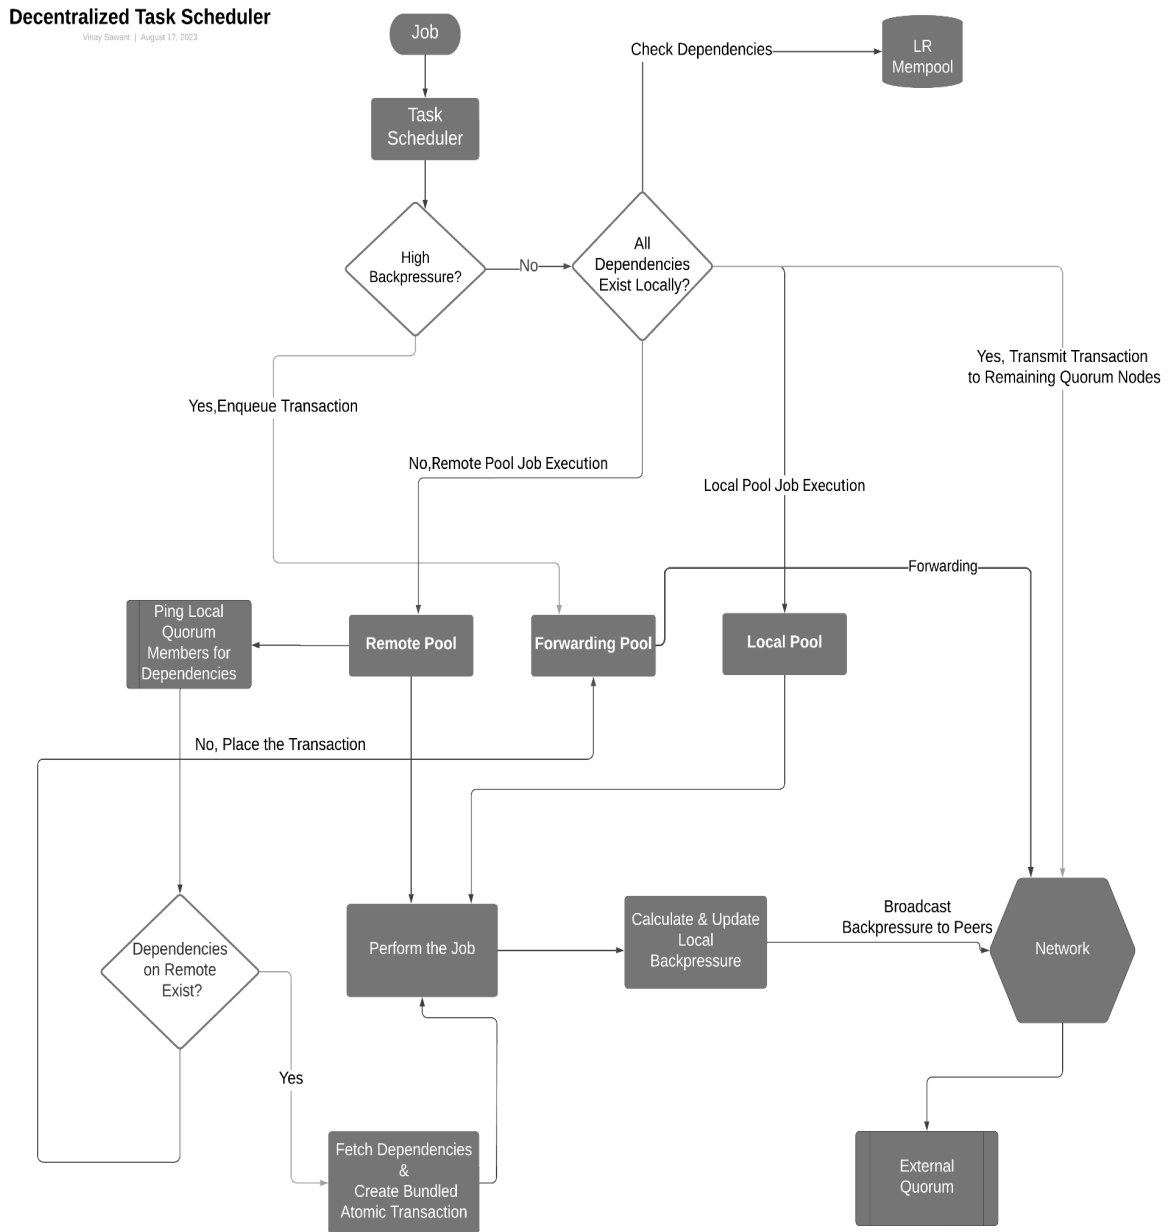 Decentralized Task Scheduler
Vinay Sawant | August 17, 2023
Job
Check Dependencies
LR
Mempool
Task
Scheduler
High
Backpressure?
No
All
Dependencies
Exist Locally?
Yes, Transmit Transaction
to Remaining Quorum Nodes
Yes,Enqueue Transaction
No,Remote Pool Job Execution
Local Pool Job Execution
Forwarding
Ping Local
Quorum
Members for
Dependencies
Remote Pool
Forwarding Pool
Local Pool
No, Place the Transaction
Dependencies
on Remote
Exist?
Perform the Job
Calculate & Update
Local
Backpressure
Broadcast
Backpressure to Peers
Network
Yes
Fetch Dependencies
&
Create Bundled
Atomic Transaction
External
Quorum